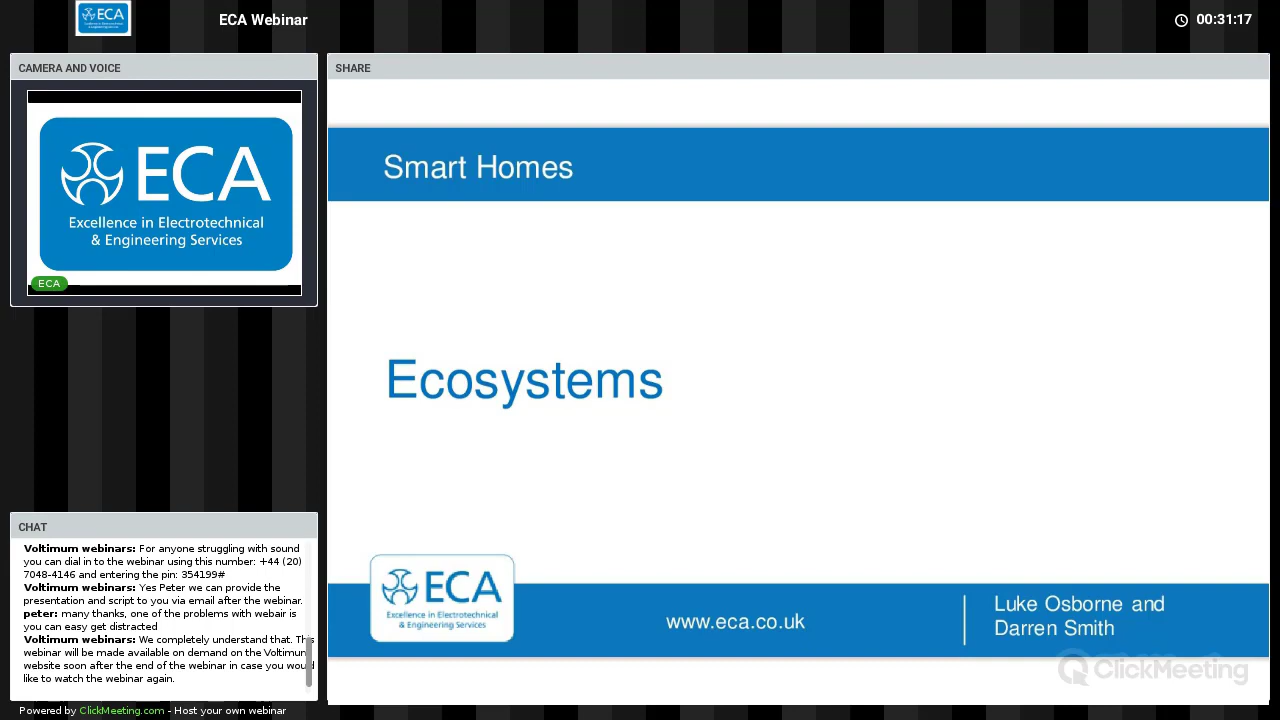 ECA
ECA Webinar
00:31:17
CAMERA AND VOICE
ECA
Excellence in Electrotechnical
& Engineering Services
ECA
SHARE
Smart Homes
Ecosystems
ECA
Excellence in Electrotechnical
& Engineering Services
www.eca.co.uk
Luke Osborne and
Darren Smith
ClickMeeting
CHAT
Voltimum webinars: For anyone struggling with sound
you can dial in to the webinar using this number: +44 (20)
7048-4146 and entering the pin: 354199#
Voltimum webinars: Yes Peter we can provide the
presentation and script to you via email after the webinar.
peter: many thanks, one of the problems with webair is
you can easy get distracted
Voltimum webinars: We completely understand that. This
webinar will be made available on demand on the Voltimum
website soon after the end of the webinar in case you would
like to watch the webinar again.
Powered by ClickMeeting.com - Host your own webinar